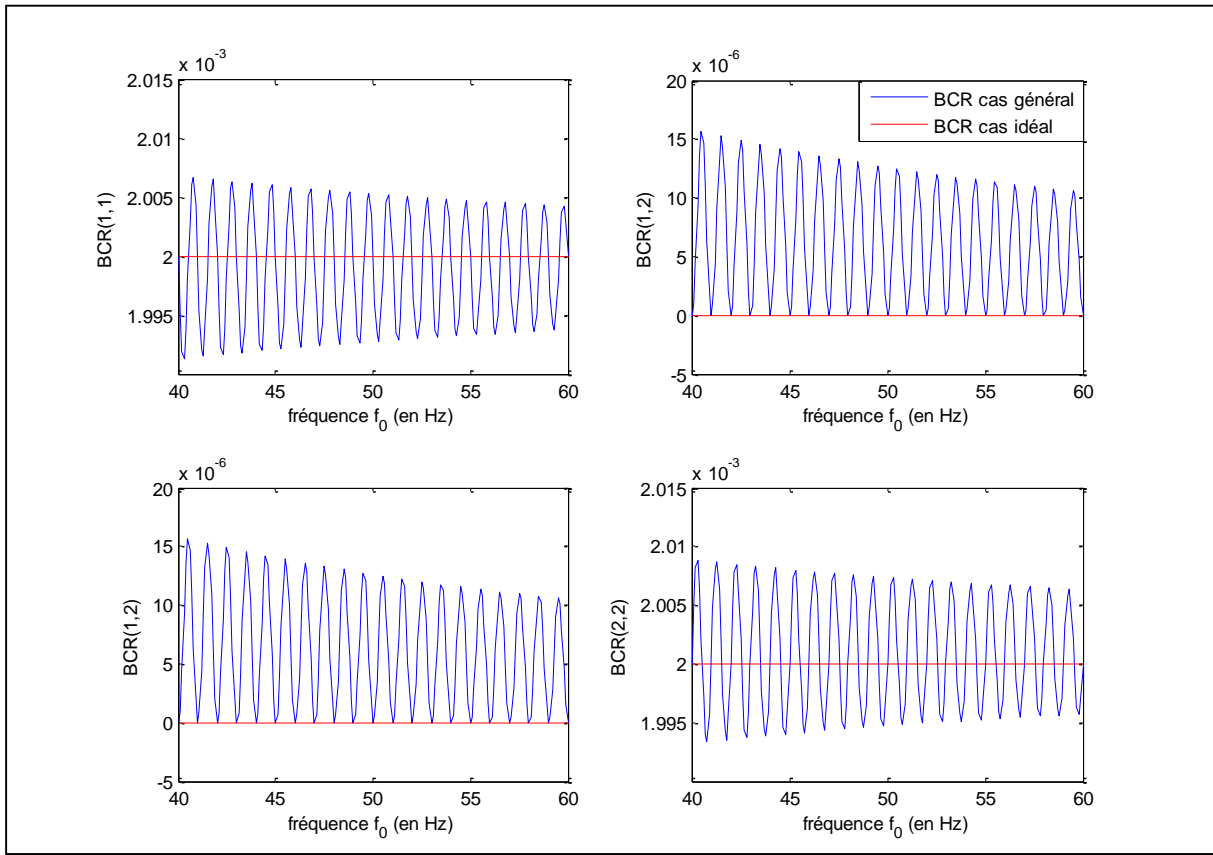 x 10-3
2.015
2.01
2.005
2
1.995
BCR(1,1)
40 45 50 55 60
fréquence f0 (en Hz)
x 10-6
20
15
10
5
0
-5
BCR(1,2)
40 45 50 55 60
fréquence f0 (en Hz)
BCR cas général
BCR cas idéal
x 10-6
20
15
10
5
0
-5
BCR(1,2)
40 45 50 55 60
fréquence f0 (en Hz)
x 10-3
2.015
2.01
2.005
2
1.995
BCR(2,2)
40 45 50 55 60
fréquence f0 (en Hz)